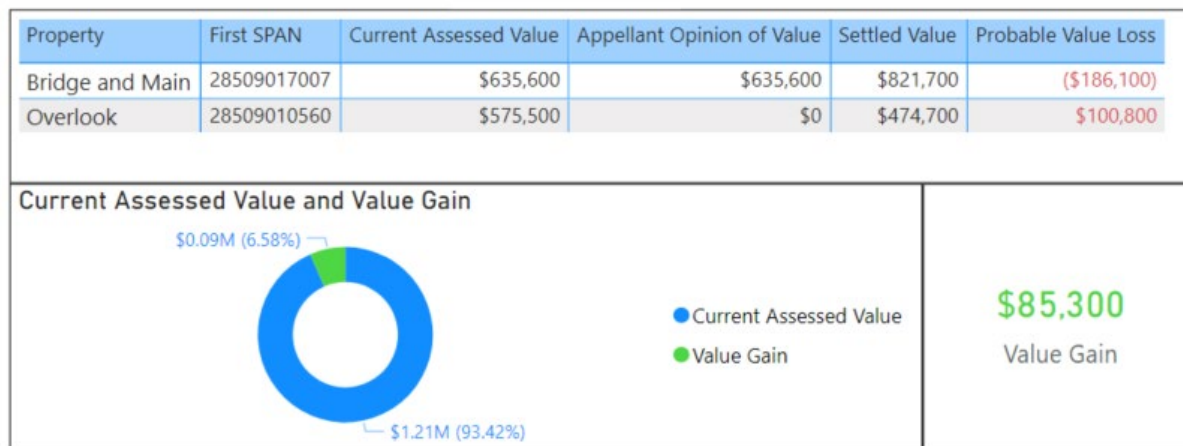 Property First SPAN Current Assessed Value Appellant Opinion of Value Settled Value Probable Value Loss
Bridge and Main 28509017007 $635,600 $635,600 $821,700 ($186,100)
Overlook 28509010560 $575,500 $0 $474,700 $100,800
Current Assessed Value and Value Gain
$0.09M (6.58%)
Current Assessed Value
Value Gain
$1.21M (93.42%)
$85,300
Value Gain